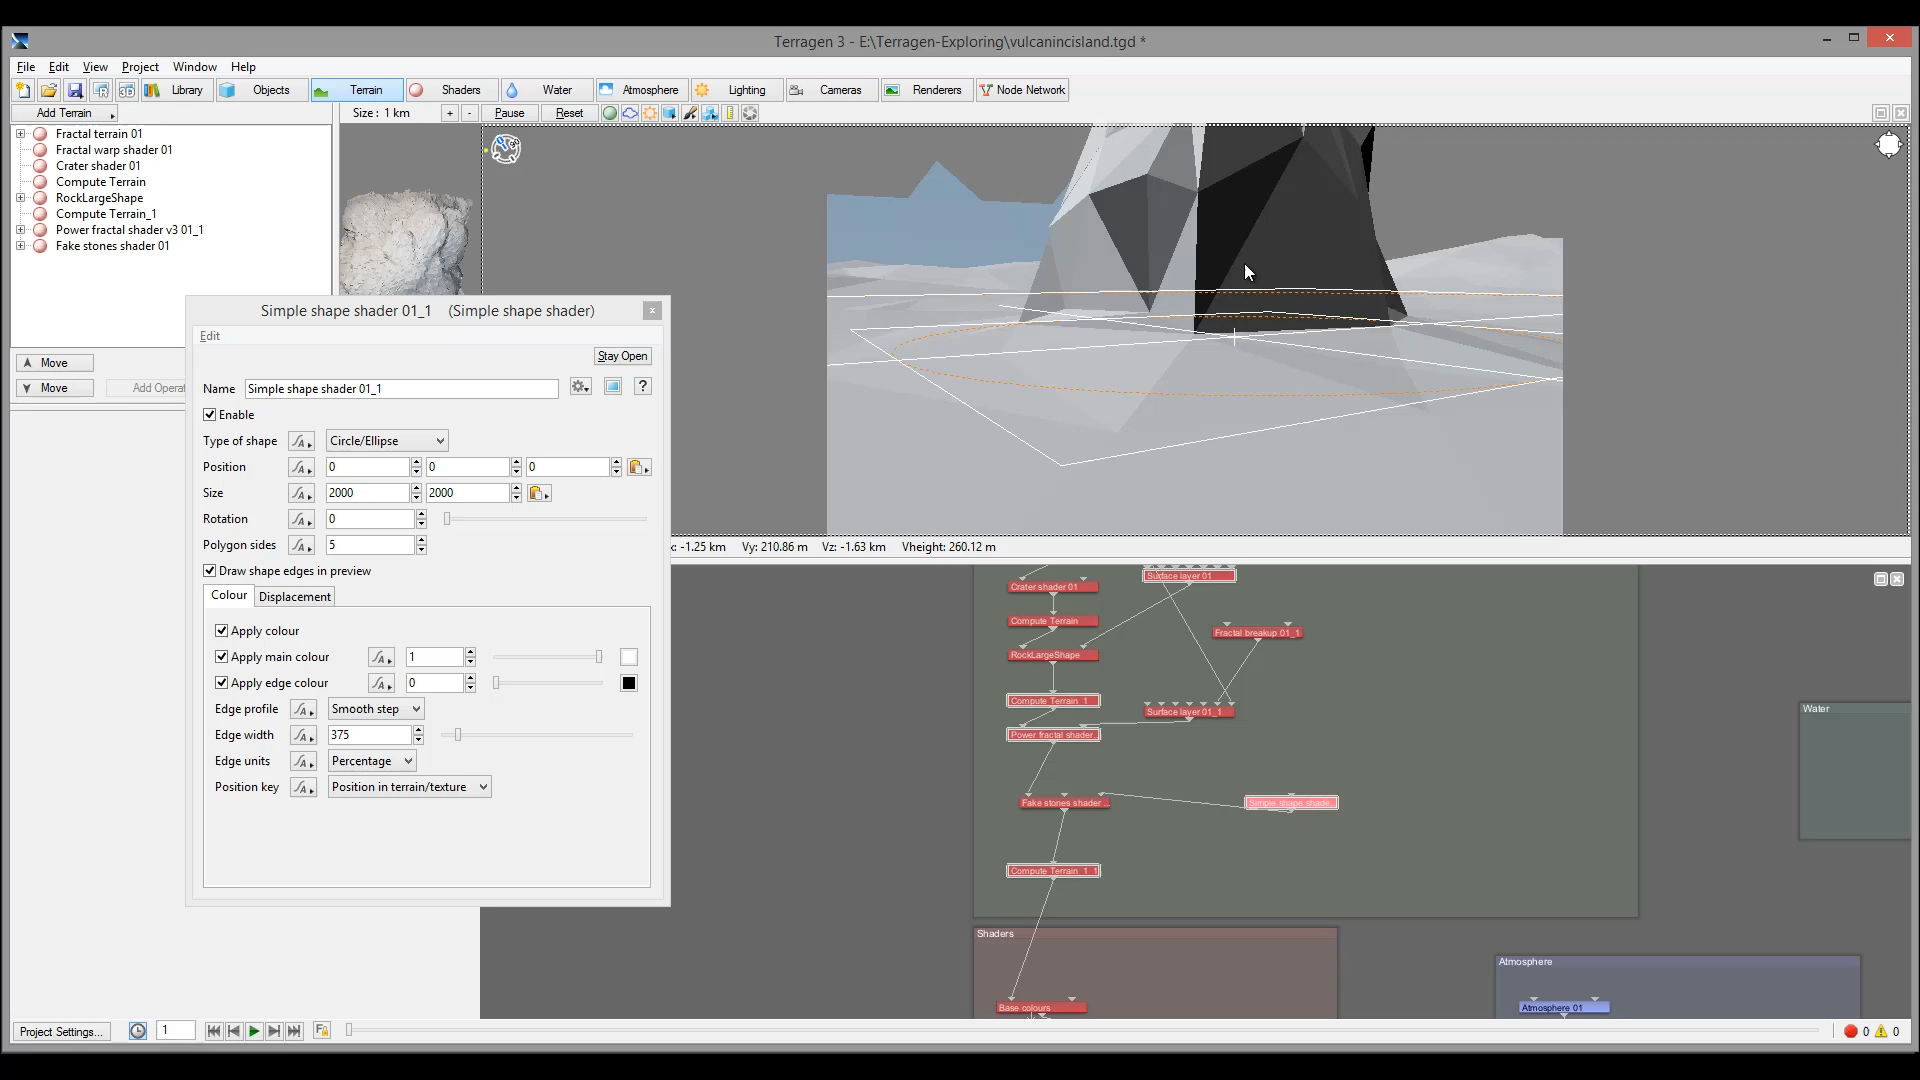 Terragen 3 - E:\Terragen-Exploring\vulcanincisland.tgd *
File Edit View Project Window Help
Library Objects Terrain Shaders Water Atmosphere Lighting Cameras Renderers Node Network
Add Terrain Size : 1 km + - Pause Reset
Fractal terrain 01
Fractal warp shader 01
Crater shader 01
Compute Terrain
RockLargeShape
Compute Terrain_1
Power fractal shader v3 01_1
Fake stones shader 01
Move
Move Add Operat
Simple shape shader 01_1 (Simple shape shader)
Edit
Stay Open
Name Simple shape shader 01_1 ?
Enable
Type of shape Circle/Ellipse
Position 0 0 0
Size 2000 2000
Rotation 0
Polygon sides 5
Draw shape edges in preview
Colour Displacement
Apply colour
Apply main colour 1
Apply edge colour 0
Edge profile Smooth step
Edge width 375
Edge units Percentage
Position key Position in terrain/texture
: -1.25 km Vy: 210.86 m Vz: -1.63 km Vheight: 260.12 m
Surface layer 01
Crater shader 01
Compute Terrain
Fractal breakup 01_1
RockLargeShape
Compute Terrain_1
Surface layer 01_1
Power fractal shader...
Fake stones shader ...
Simple shape shade...
Compute Terrain_1_1
Water
Shaders
Base colours
Atmosphere
Atmosphere 01
Project Settings... 1 0 0